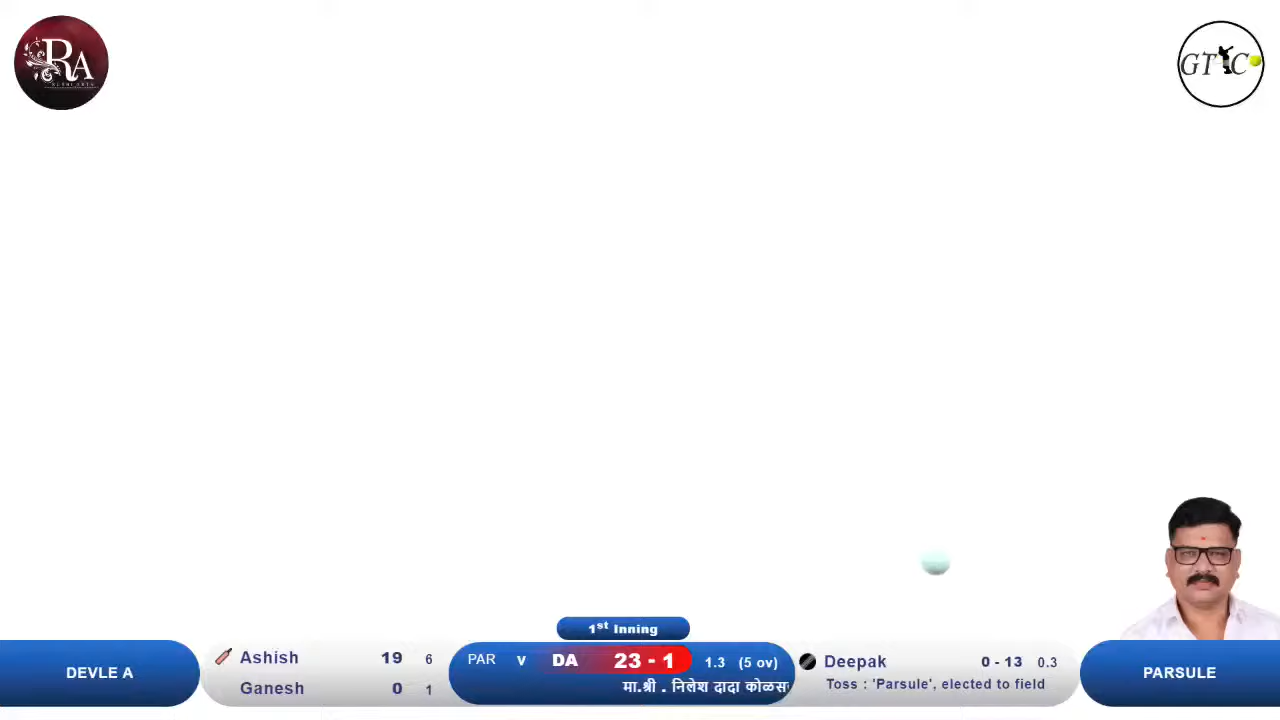 RA
GTC
1st Inning
DEVLE A
Ashish 19 6
Ganesh 0 1
PAR v DA 23 - 1 1.3 (5 ov)
मा.श्री . निलेश दादा
Deepak 0 - 13 0.3
Toss : 'Parsule', elected to field
PARSULE